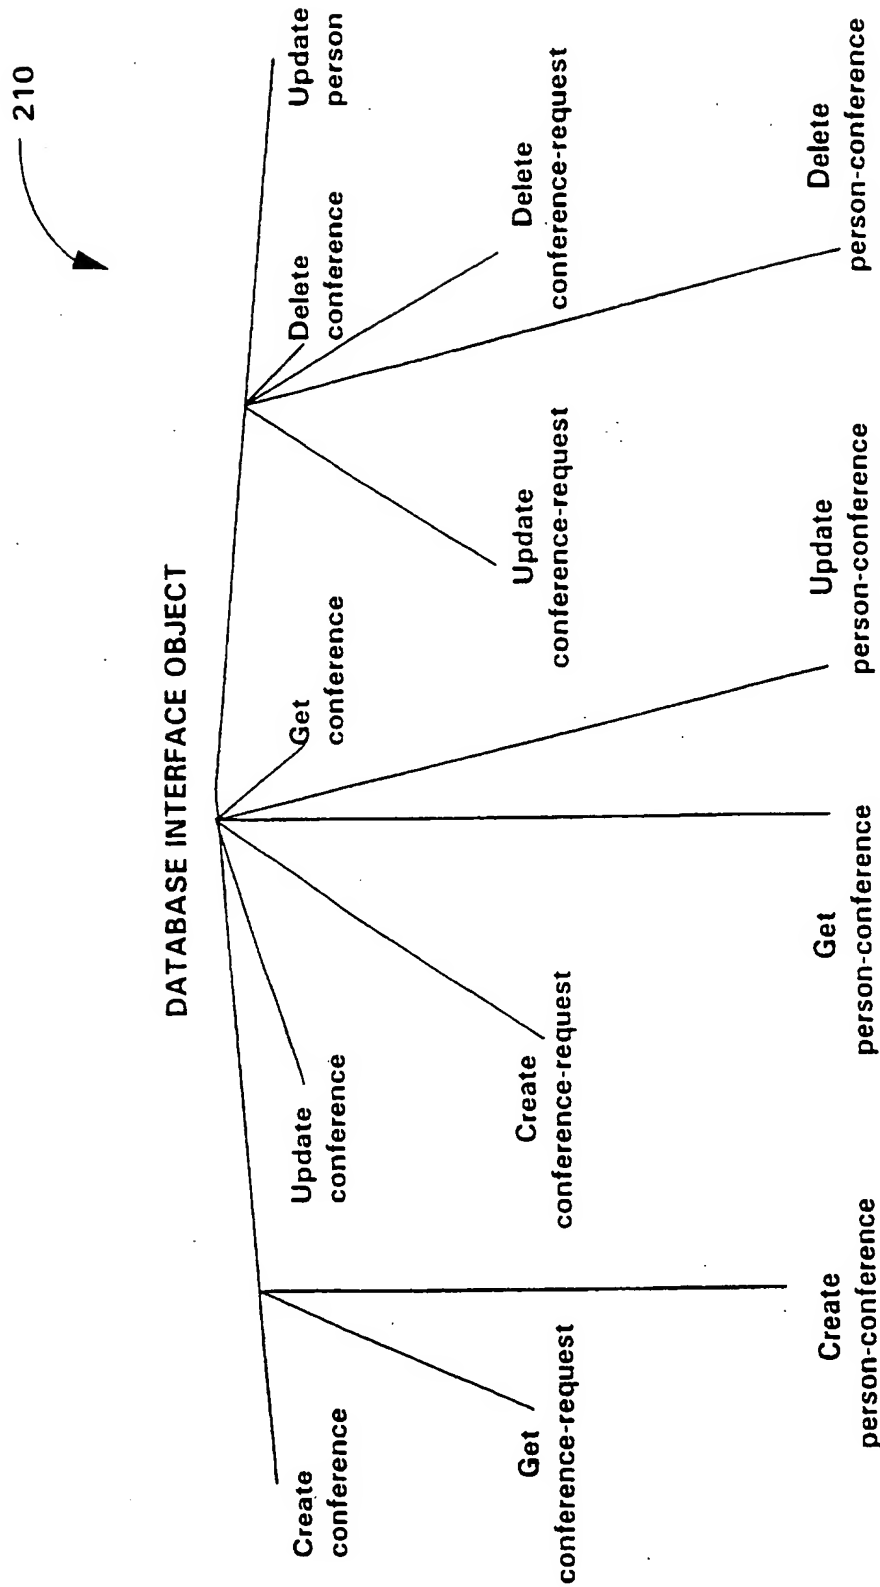 210
DATABASE INTERFACE OBJECT
Create
conference
Update
conference
Get
conference
Delete
conference
Update
person
Get
conference-request
Create
conference-request
Update
conference-request
Delete
conference-request
Create
person-conference
Get
person-conference
Update
person-conference
Delete
person-conference